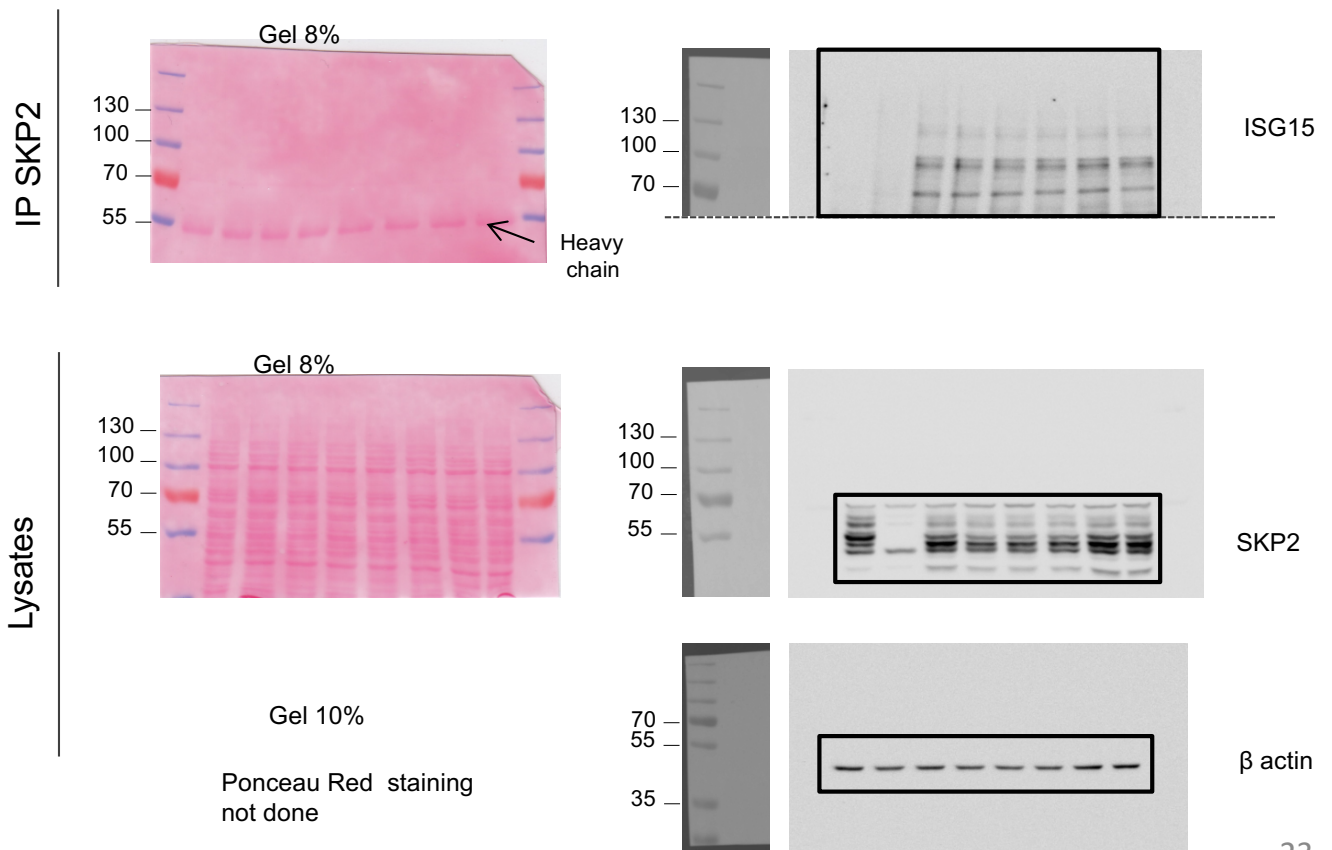 IP SKP2
Gel 8%
130
100
70
55
Heavy
chain
130
100
70
ISG15
Lysates
Gel 8%
130
100
70
55
130
100
70
55
SKP2
Gel 10%
Ponceau Red staining
not done
70
55
35
β actin